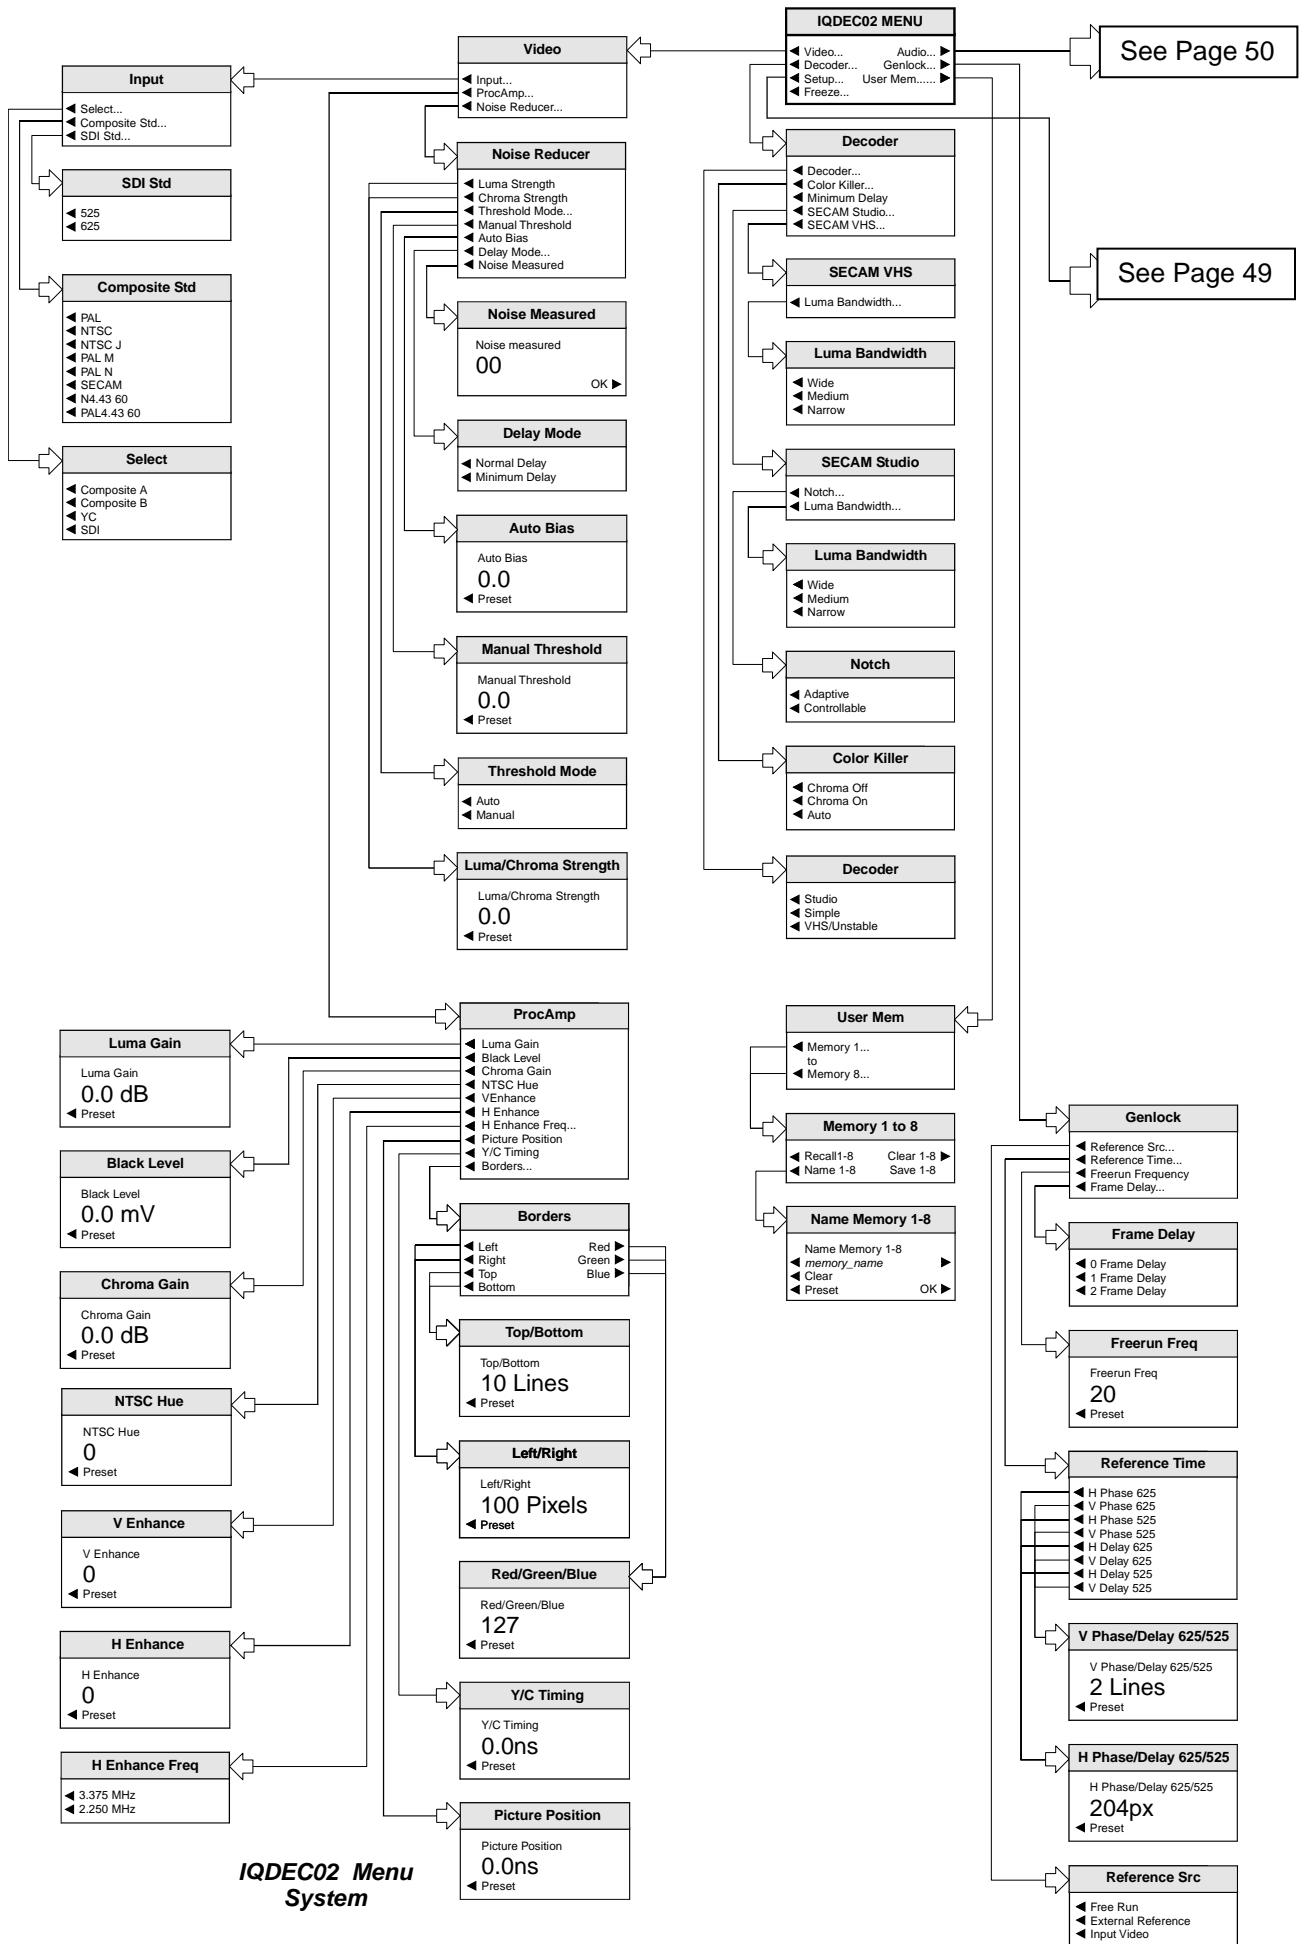 IQDEC02 MENU
◄ Video... Audio... ►
◄ Decoder... Genlock... ►
◄ Setup... User Mem...... ►
◄ Freeze...
See Page 50
See Page 49
Video
◄ Input...
◄ ProcAmp...
◄ Noise Reducer...
Input
◄ Select...
◄ Composite Std...
◄ SDI Std...
SDI Std
◄ 525
◄ 625
Composite Std
◄ PAL
◄ NTSC
◄ NTSC J
◄ PAL M
◄ PAL N
◄ SECAM
◄ N4.43 60
◄ PAL4.43 60
Select
◄ Composite A
◄ Composite B
◄ YC
◄ SDI
Noise Reducer
◄ Luma Strength
◄ Chroma Strength
◄ Threshold Mode...
◄ Manual Threshold
◄ Auto Bias
◄ Delay Mode...
◄ Noise Measured
Noise Measured
Noise measured
00
OK ►
Delay Mode
◄ Normal Delay
◄ Minimum Delay
Auto Bias
Auto Bias
0.0
◄ Preset
Manual Threshold
Manual Threshold
0.0
◄ Preset
Threshold Mode
◄ Auto
◄ Manual
Luma/Chroma Strength
Luma/Chroma Strength
0.0
◄ Preset
Decoder
◄ Decoder...
◄ Color Killer...
◄ Minimum Delay
◄ SECAM Studio...
◄ SECAM VHS...
SECAM VHS
◄ Luma Bandwidth...
Luma Bandwidth
◄ Wide
◄ Medium
◄ Narrow
SECAM Studio
◄ Notch...
◄ Luma Bandwidth...
Luma Bandwidth
◄ Wide
◄ Medium
◄ Narrow
Notch
◄ Adaptive
◄ Controllable
Color Killer
◄ Chroma Off
◄ Chroma On
◄ Auto
Decoder
◄ Studio
◄ Simple
◄ VHS/Unstable
ProcAmp
◄ Luma Gain
◄ Black Level
◄ Chroma Gain
◄ NTSC Hue
◄ VEnhance
◄ H Enhance
◄ H Enhance Freq...
◄ Picture Position
◄ Y/C Timing
◄ Borders...
Luma Gain
Luma Gain
0.0 dB
◄ Preset
Black Level
Black Level
0.0 mV
◄ Preset
Chroma Gain
Chroma Gain
0.0 dB
◄ Preset
NTSC Hue
NTSC Hue
0
◄ Preset
V Enhance
V Enhance
0
◄ Preset
H Enhance
H Enhance
0
◄ Preset
H Enhance Freq
◄ 3.375 MHz
◄ 2.250 MHz
Borders
◄ Left Red ►
◄ Right Green ►
◄ Top Blue ►
◄ Bottom
Top/Bottom
Top/Bottom
10 Lines
◄ Preset
Left/Right
Left/Right
100 Pixels
◄ Preset
Red/Green/Blue
Red/Green/Blue
127
◄ Preset
Y/C Timing
Y/C Timing
0.0ns
◄ Preset
Picture Position
Picture Position
0.0ns
◄ Preset
User Mem
◄ Memory 1...
to
◄ Memory 8...
Memory 1 to 8
◄ Recall1-8 Clear 1-8 ►
◄ Name 1-8 Save 1-8
Name Memory 1-8
Name Memory 1-8
◄ memory_name ►
◄ Clear
◄ Preset OK ►
Genlock
◄ Reference Src...
◄ Reference Time...
◄ Freerun Frequency
◄ Frame Delay...
Frame Delay
◄ 0 Frame Delay
◄ 1 Frame Delay
◄ 2 Frame Delay
Freerun Freq
Freerun Freq
20
◄ Preset
Reference Time
◄ H Phase 625
◄ V Phase 625
◄ H Phase 525
◄ V Phase 525
◄ H Delay 625
◄ V Delay 625
◄ H Delay 525
◄ V Delay 525
V Phase/Delay 625/525
V Phase/Delay 625/525
2 Lines
◄ Preset
H Phase/Delay 625/525
H Phase/Delay 625/525
204px
◄ Preset
Reference Src
◄ Free Run
◄ External Reference
◄ Input Video
IQDEC02 Menu
System